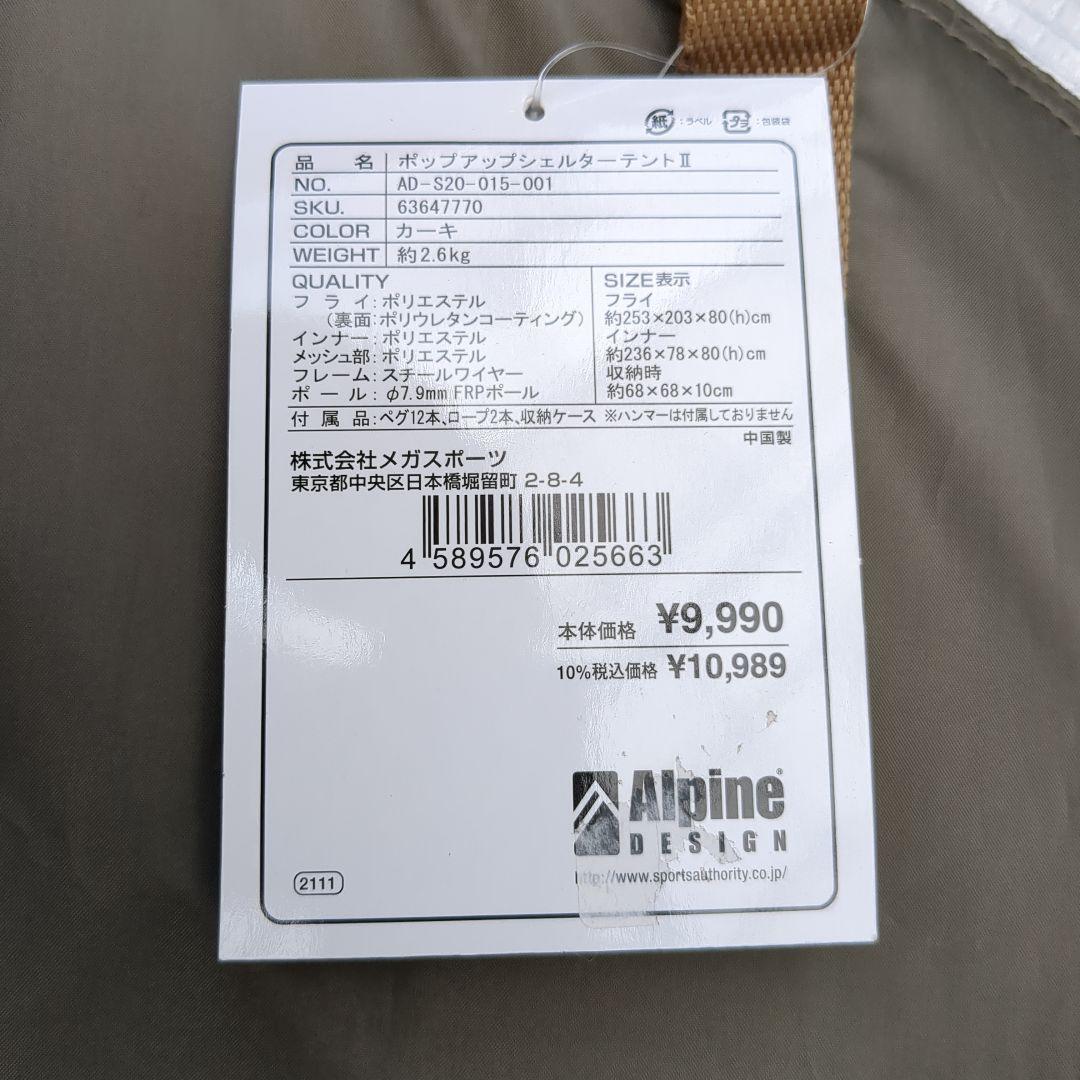 紙 : ラベル プラ : 包装袋
品 名 ポップアップシェルターテントⅡ
NO. AD-S20-015-001
SKU. 63647770
COLOR カーキ
WEIGHT 約2.6kg
QUALITY
フ ラ イ: ポリエステル
(裏面: ポリウレタンコーティング)
インナー: ポリエステル
メッシュ部: ポリエステル
フレーム: スチールワイヤー
ポ ー ル: φ7.9mm FRPポール
SIZE表示
フライ
約253×203×80(h)cm
インナー
約236×78×80(h)cm
収納時
約68×68×10cm
付 属 品: ペグ12本、ロープ2本、収納ケース ※ハンマーは付属しておりません
中国製
株式会社メガスポーツ
東京都中央区日本橋堀留町 2-8-4
4 589576 025663
本体価格 ¥9,990
10%税込価格 ¥10,989
Alpine®
DESIGN
http://www.sportsauthority.co.jp/
2111